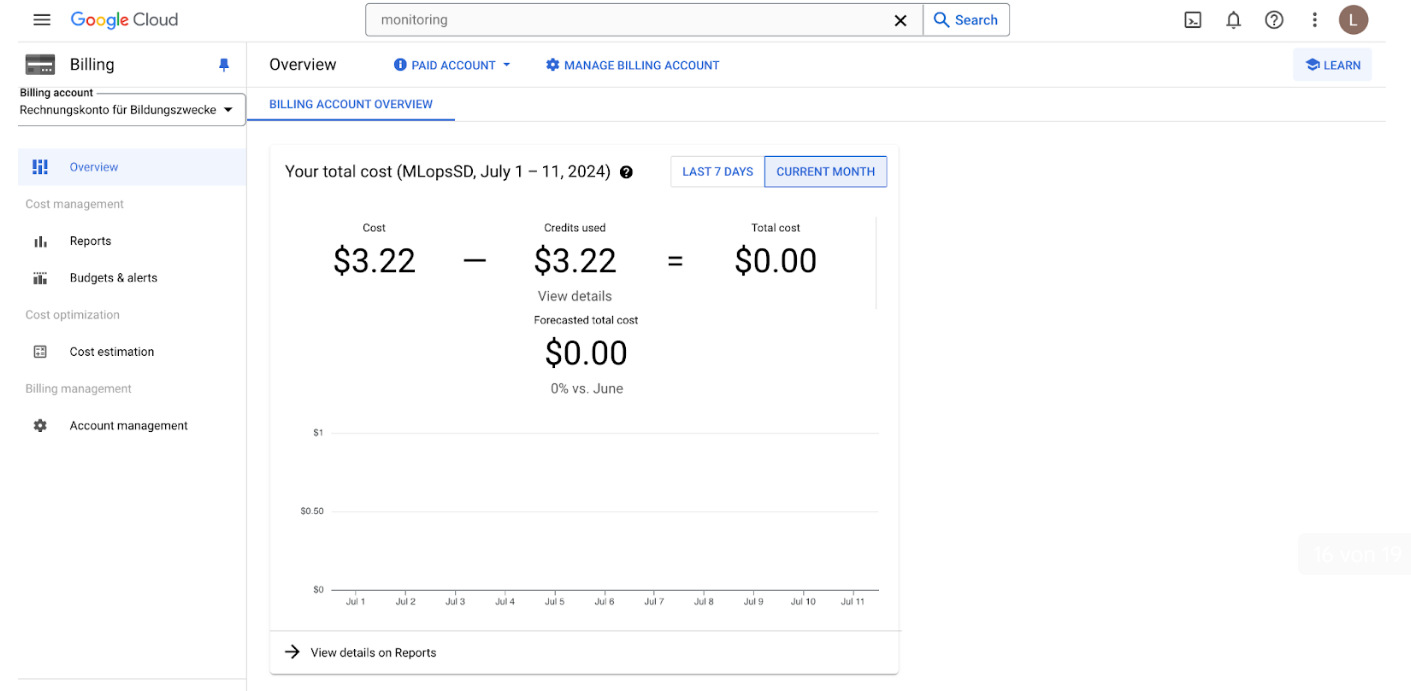 Google Cloud
monitoring
Search
L
Billing
Billing account
Rechnungskonto für Bildungszwecke
Overview
Cost management
Reports
Budgets & alerts
Cost optimization
Cost estimation
Billing management
Account management
Overview
PAID ACCOUNT
MANAGE BILLING ACCOUNT
LEARN
BILLING ACCOUNT OVERVIEW
Your total cost (MLopsSD, July 1 – 11, 2024)
LAST 7 DAYS
CURRENT MONTH
Cost
Credits used
Total cost
$3.22 — $3.22 = $0.00
View details
Forecasted total cost
$0.00
0% vs. June
$1
$0.50
$0
Jul 1 Jul 2 Jul 3 Jul 4 Jul 5 Jul 6 Jul 7 Jul 8 Jul 9 Jul 10 Jul 11
View details on Reports
16 von 19